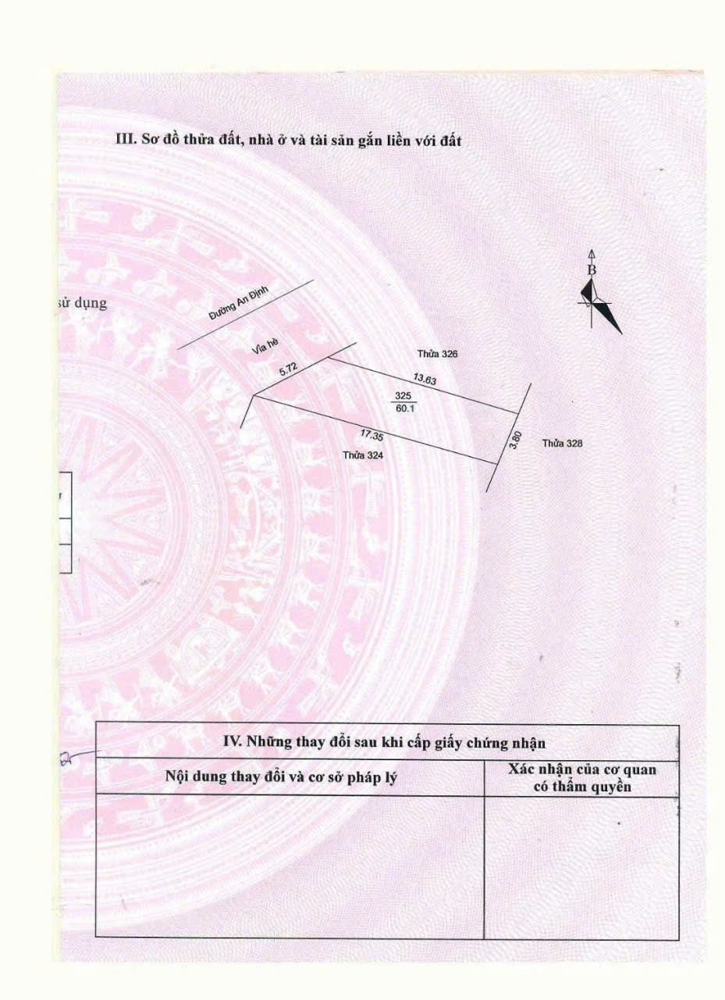 III. Sơ đồ thửa đất, nhà ở và tài sản gắn liền với đất
sử dụng
Đường An Định
B
Vỉa hè
5.72
Thửa 326
13.63
325
60.1
17.35
Thửa 324
3.80
Thửa 328
IV. Những thay đổi sau khi cấp giấy chứng nhận
Nội dung thay đổi và cơ sở pháp lý
Xác nhận của cơ quan
có thẩm quyền